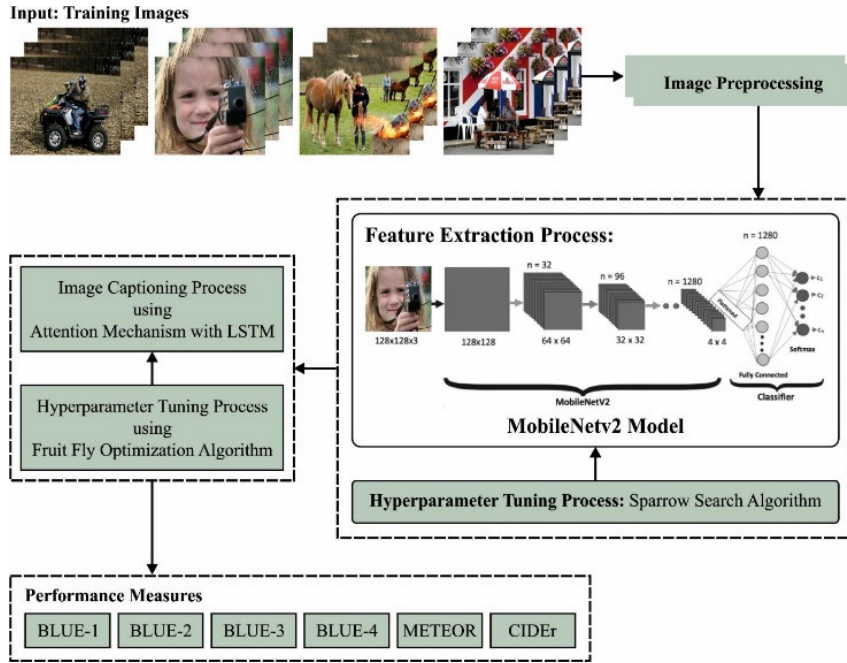 Input: Training Images
Image Preprocessing
Feature Extraction Process:
n = 1280
n = 32
n = 96
n = 1280
128x128x3
128x128
64 x 64
32 x 32
4 x 4
Flattened
C₁
C₂
Softmax
Fully Connected
MobileNetV2
Classifier
MobileNetv2 Model
Hyperparameter Tuning Process: Sparrow Search Algorithm
Image Captioning Process
using
Attention Mechanism with LSTM
Hyperparameter Tuning Process
using
Fruit Fly Optimization Algorithm
Performance Measures
BLUE-1
BLUE-2
BLUE-3
BLUE-4
METEOR
CIDEr